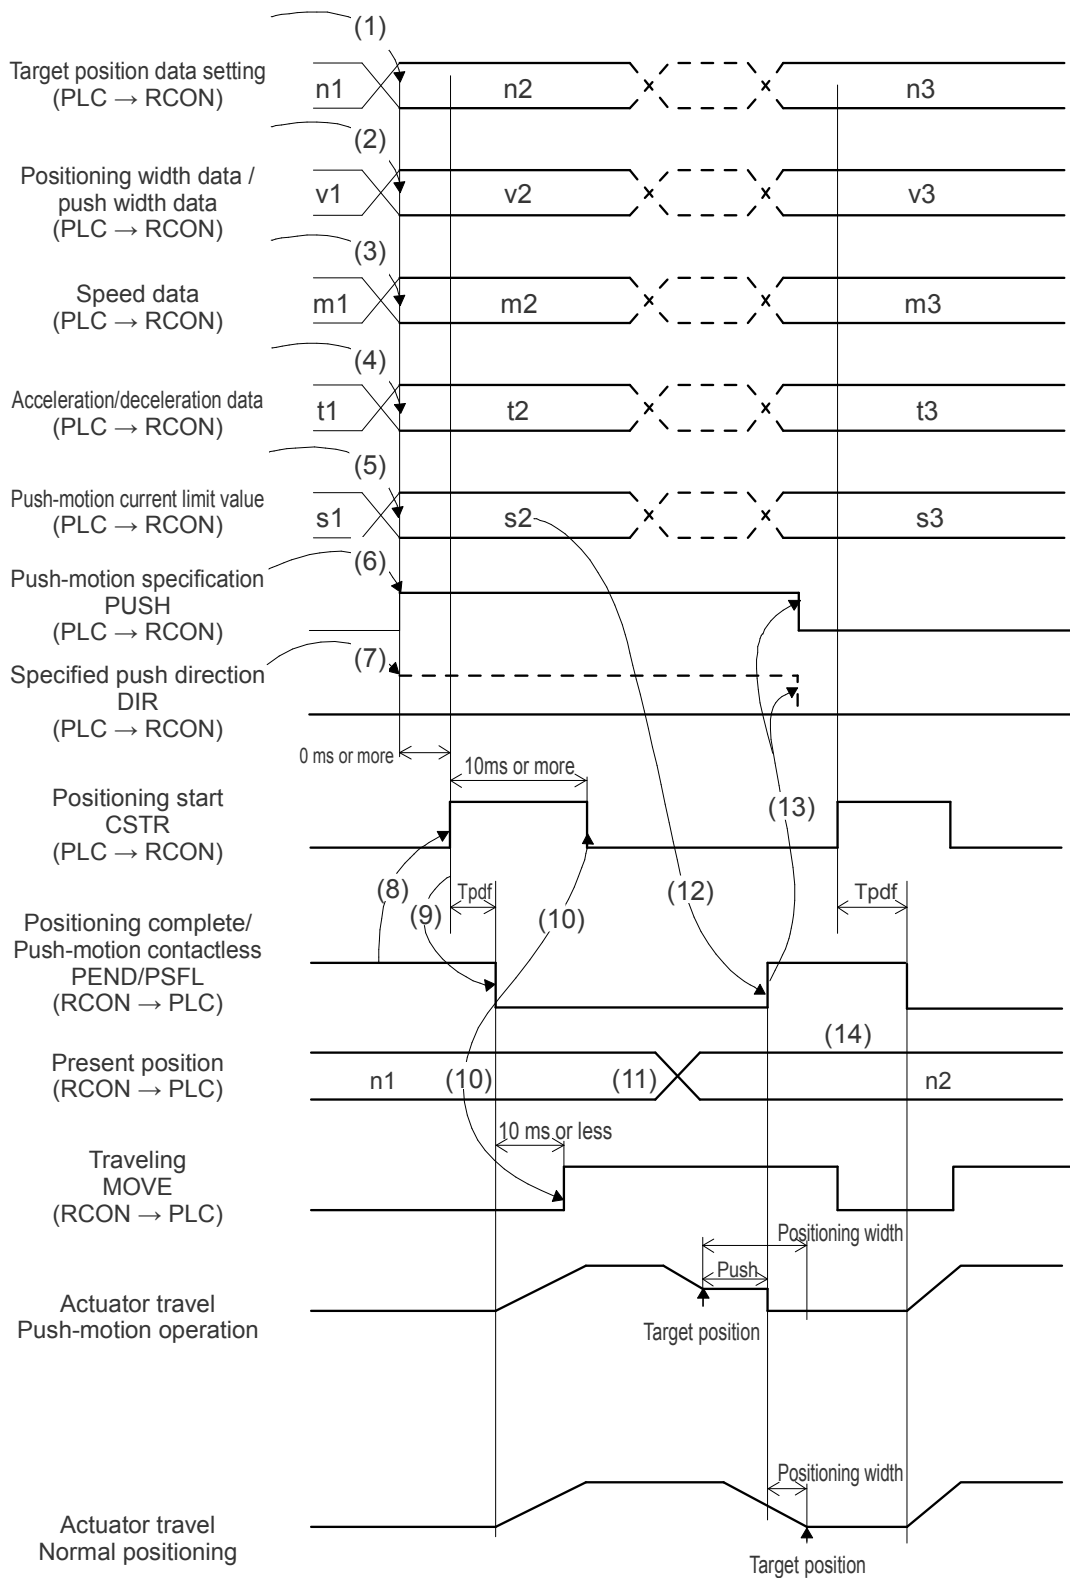 (1)
Target position data setting
(PLC → RCON)
n1 n2 n3
(2)
Positioning width data /
push width data
(PLC → RCON)
v1 v2 v3
(3)
Speed data
(PLC → RCON)
m1 m2 m3
(4)
Acceleration/deceleration data
(PLC → RCON)
t1 t2 t3
(5)
Push-motion current limit value
(PLC → RCON)
s1 s2 s3
(6)
Push-motion specification
PUSH
(PLC → RCON)
(7)
Specified push direction
DIR
(PLC → RCON)
0 ms or more
10ms or more
Positioning start
CSTR
(PLC → RCON)
(13)
(8) Tpdf (9) (10) (12) Tpdf
Positioning complete/
Push-motion contactless
PEND/PSFL
(RCON → PLC)
(14)
Present position
(RCON → PLC)
n1 (10) (11) n2
10 ms or less
Traveling
MOVE
(RCON → PLC)
Positioning width
Push
Actuator travel
Push-motion operation
Target position
Positioning width
Actuator travel
Normal positioning
Target position